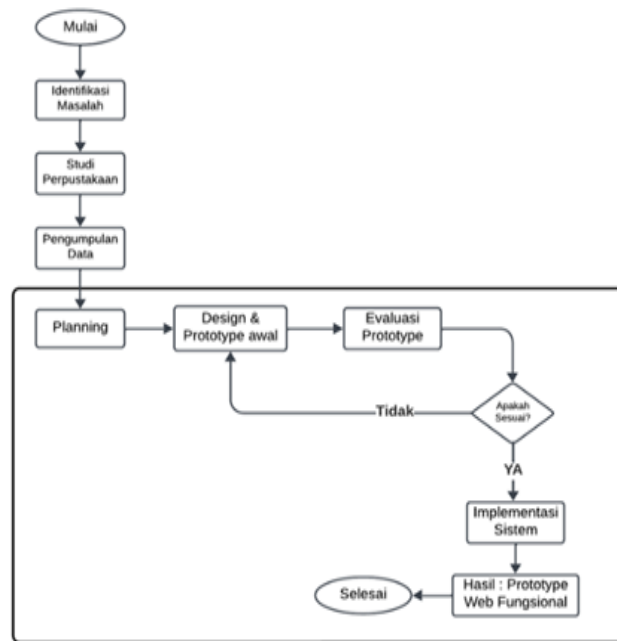 Mulai
Identifikasi
Masalah
Studi
Perpustakaan
Pengumpulan
Data
Planning
Design &
Prototype awal
Evaluasi
Prototype
Apakah
Sesuai?
Tidak
YA
Implementasi
Sistem
Hasil : Prototype
Web Fungsional
Selesai